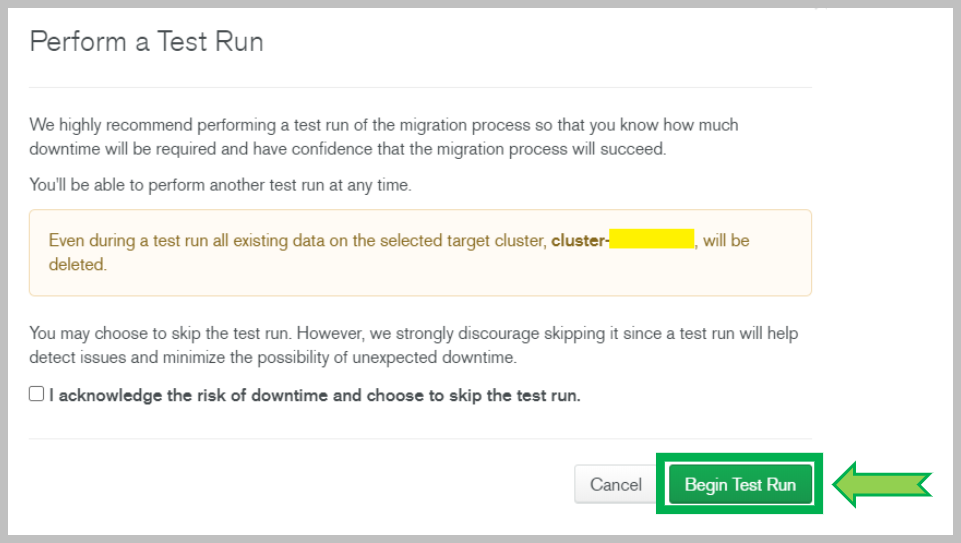 Perform a Test Run
We highly recommend performing a test run of the migration process so that you know how much
downtime will be required and have confidence that the migration process will succeed.
You'll be able to perform another test run at any time.
Even during a test run all existing data on the selected target cluster, cluster-, will be
deleted.
You may choose to skip the test run. However, we strongly discourage skipping it since a test run will help
detect issues and minimize the possibility of unexpected downtime.
I acknowledge the risk of downtime and choose to skip the test run.
Cancel Begin Test Run